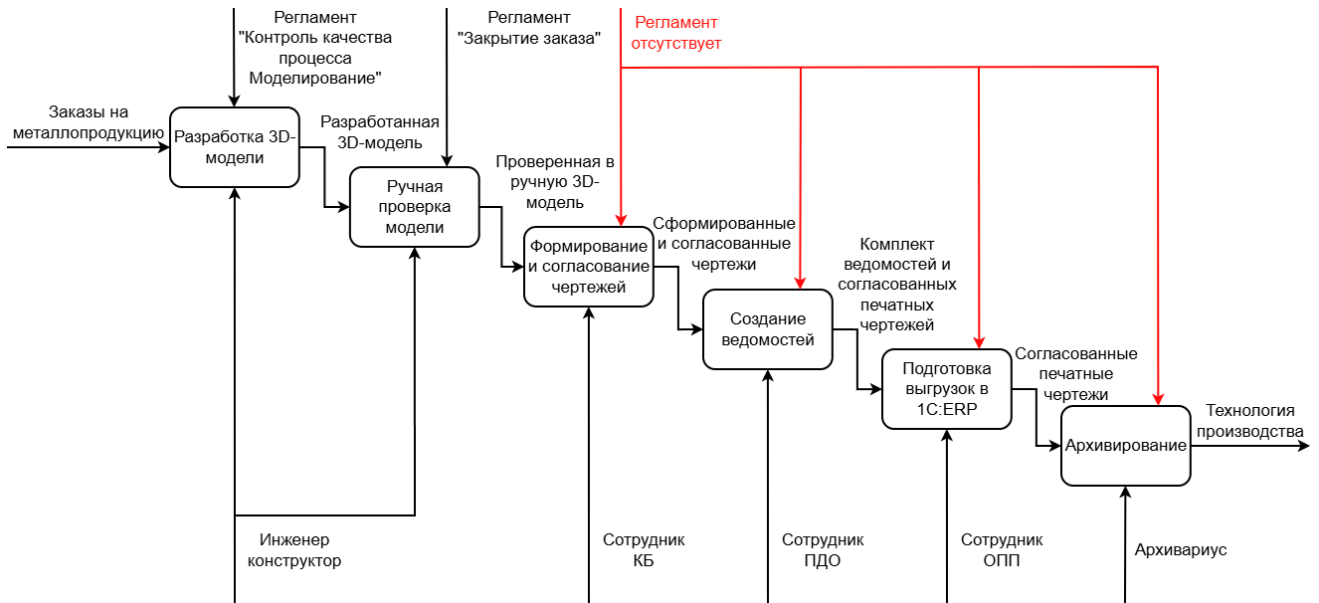 Регламент
"Контроль качества
процесса
Моделирование"
Регламент
"Закрытие заказа"
Регламент
отсутствует
Заказы на
металлопродукцию
Разработка 3D-
модели
Разработанная
3D-модель
Ручная
проверка
модели
Проверенная в
ручную 3D-
модель
Формирование
и согласование
чертежей
Сформированные
и согласованные
чертежи
Создание
ведомостей
Комплект
ведомостей и
согласованных
печатных
чертежей
Подготовка
выгрузок в
1С:ERP
Согласованные
печатные
чертежи
Архивирование
Технология
производства
Инженер
конструктор
Сотрудник
КБ
Сотрудник
ПДО
Сотрудник
ОПП
Архивариус